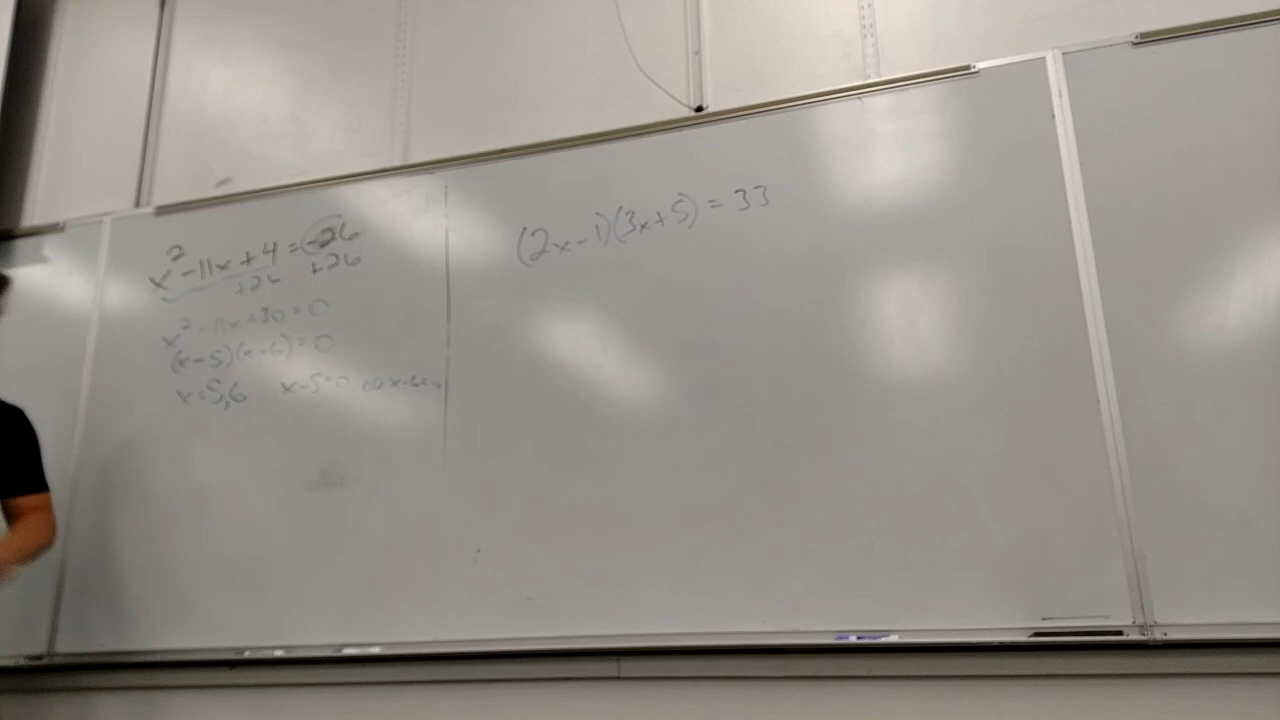 x² - 11x + 4 = -26
+26 +26
x² - 11x + 30 = 0
(x - 5)(x - 6) = 0
x = 5,6 x - 5 = 0 or x - 6 = 0
(2x - 1)(3x + 5) = 33